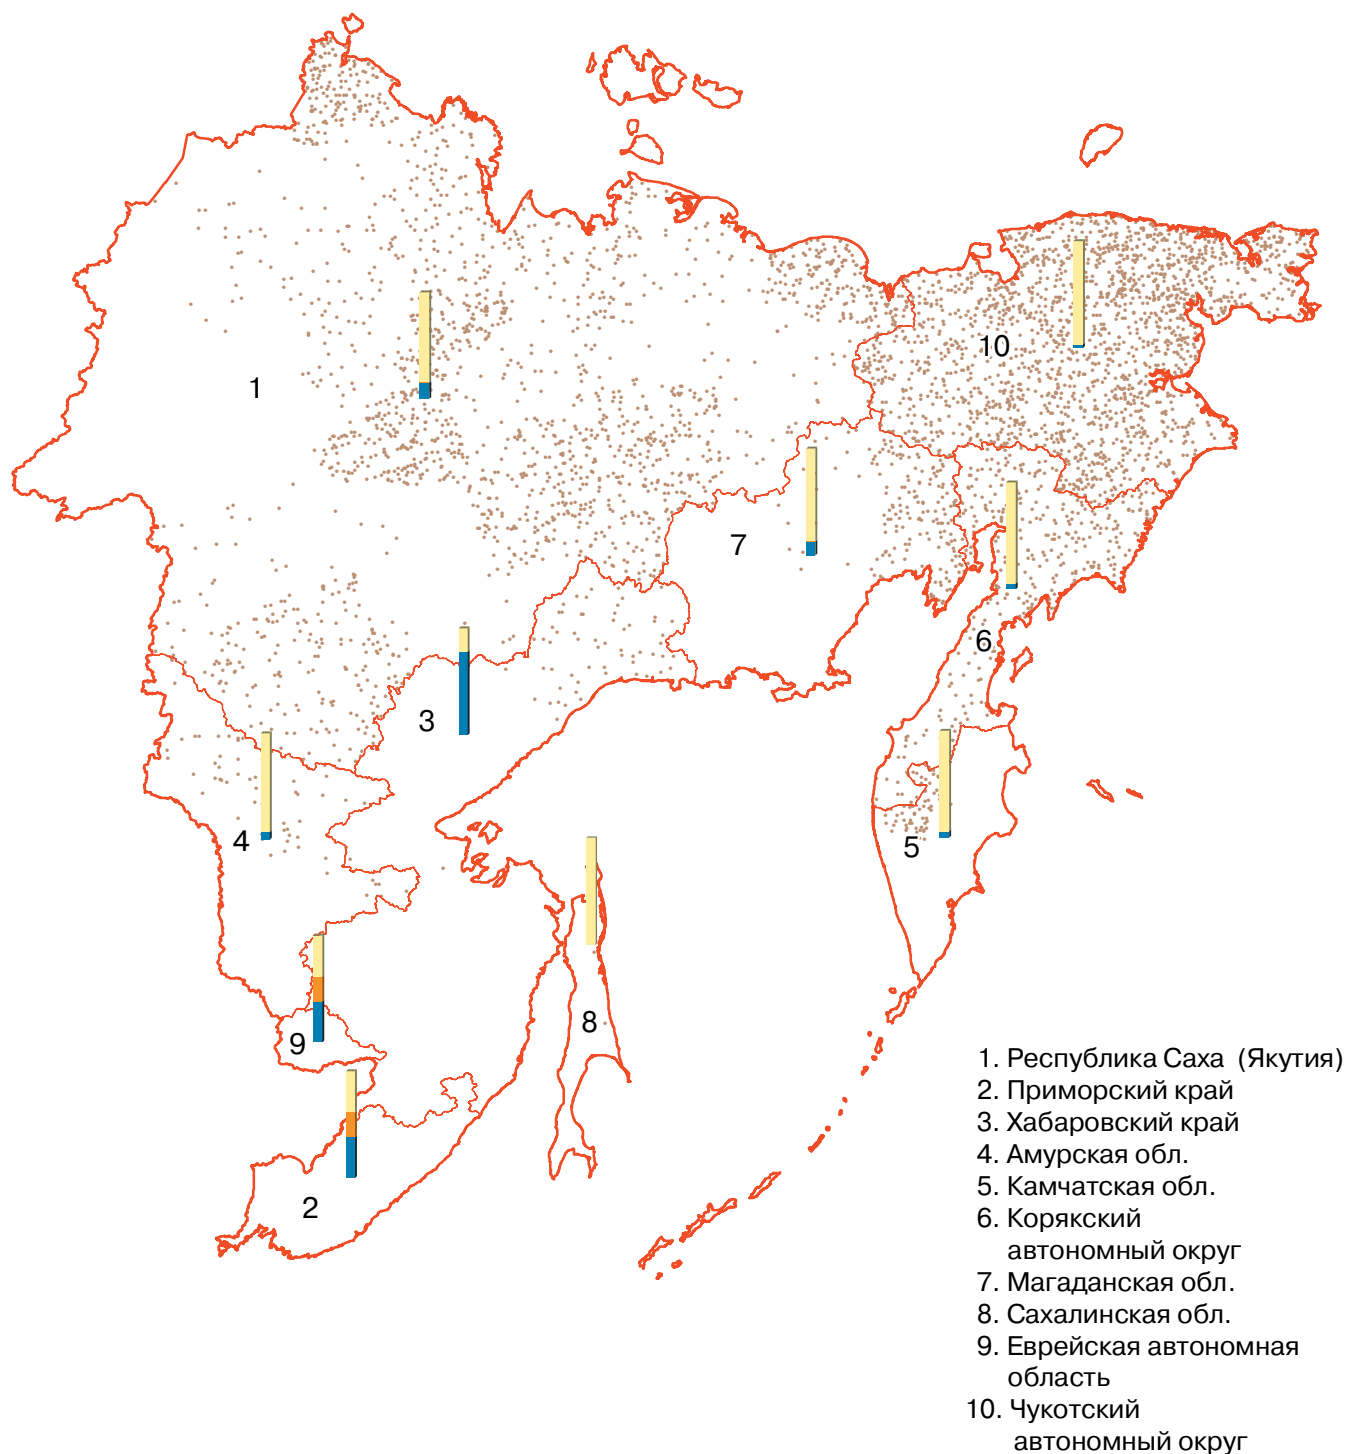 1
10
7
6
3
4
5
8
9
2
1. Республика Саха (Якутия)
2. Приморский край
3. Хабаровский край
4. Амурская обл.
5. Камчатская обл.
6. Корякский
автономный округ
7. Магаданская обл.
8. Сахалинская обл.
9. Еврейская автономная
область
10. Чукотский
автономный округ